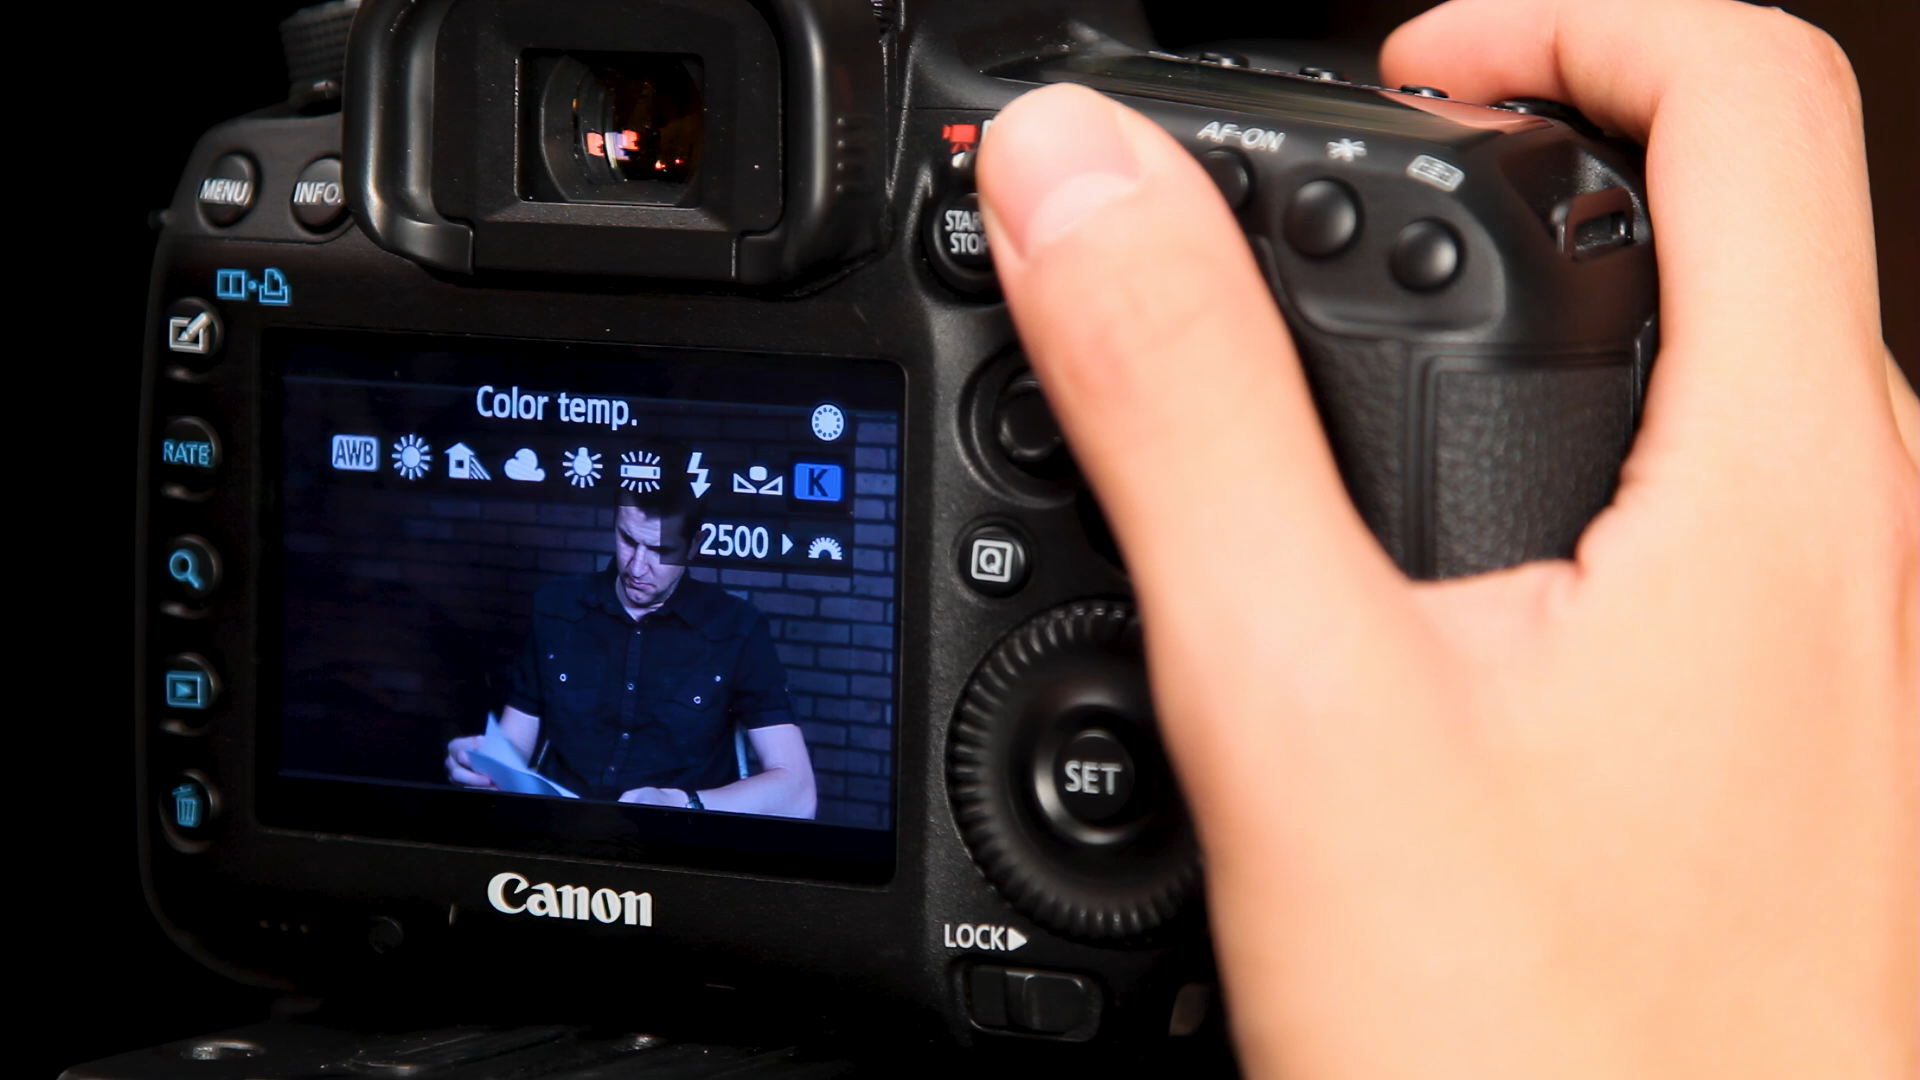 MENU
INFO.
AF-ON
RATE
Color temp.
AWB
K
2500
Q
SET
Canon
LOCK